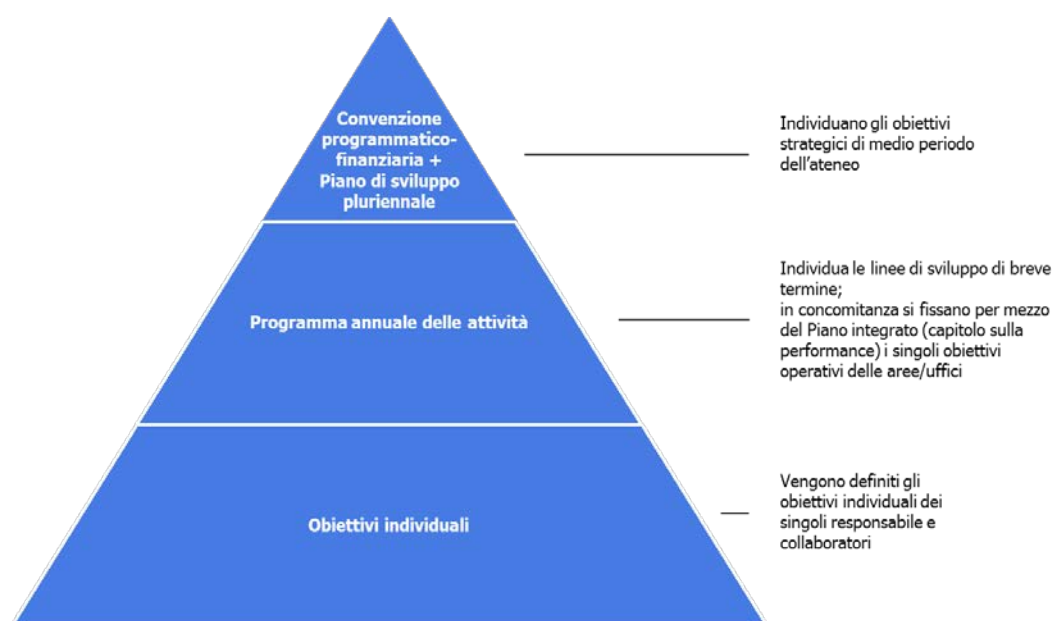 Convenzione
programmatico-
finanziaria +
Piano di sviluppo
pluriennale
Individuano gli obiettivi
strategici di medio periodo
dell'ateneo
Programma annuale delle attività
Individua le linee di sviluppo di breve
termine;
in concomitanza si fissano per mezzo
del Piano integrato (capitolo sulla
performance) i singoli obiettivi
operativi delle aree/uffici
Obiettivi individuali
Vengono definiti gli
obiettivi individuali dei
singoli responsabile e
collaboratori